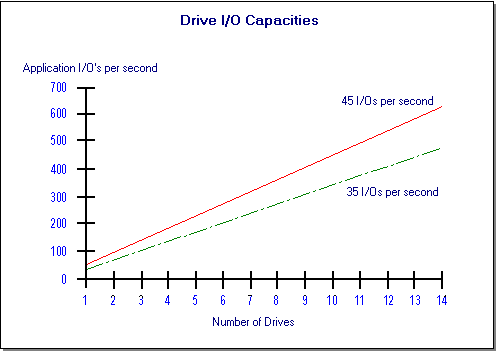 Drive I/O Capacities
Application I/O's per second
700
600
500
400
300
200
100
0
45 I/Os per second
35 I/Os per second
1 2 3 4 5 6 7 8 9 10 11 12 13 14
Number of Drives